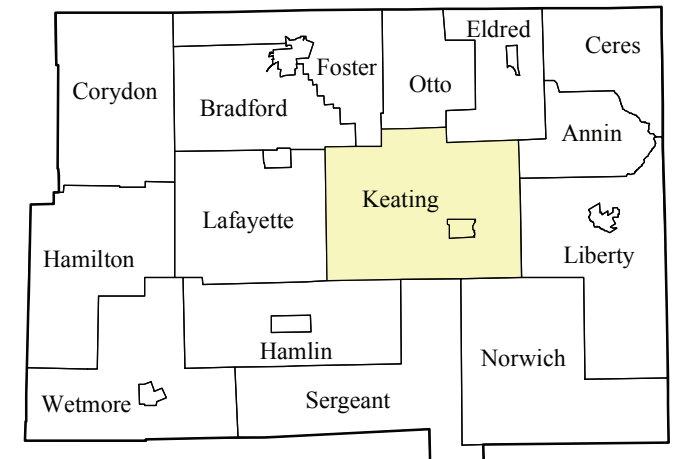 Eldred
Ceres
Foster
Otto
Corydon
Bradford
Annin
Keating
Lafayette
Liberty
Hamilton
Hamlin
Norwich
Wetmore
Sergeant